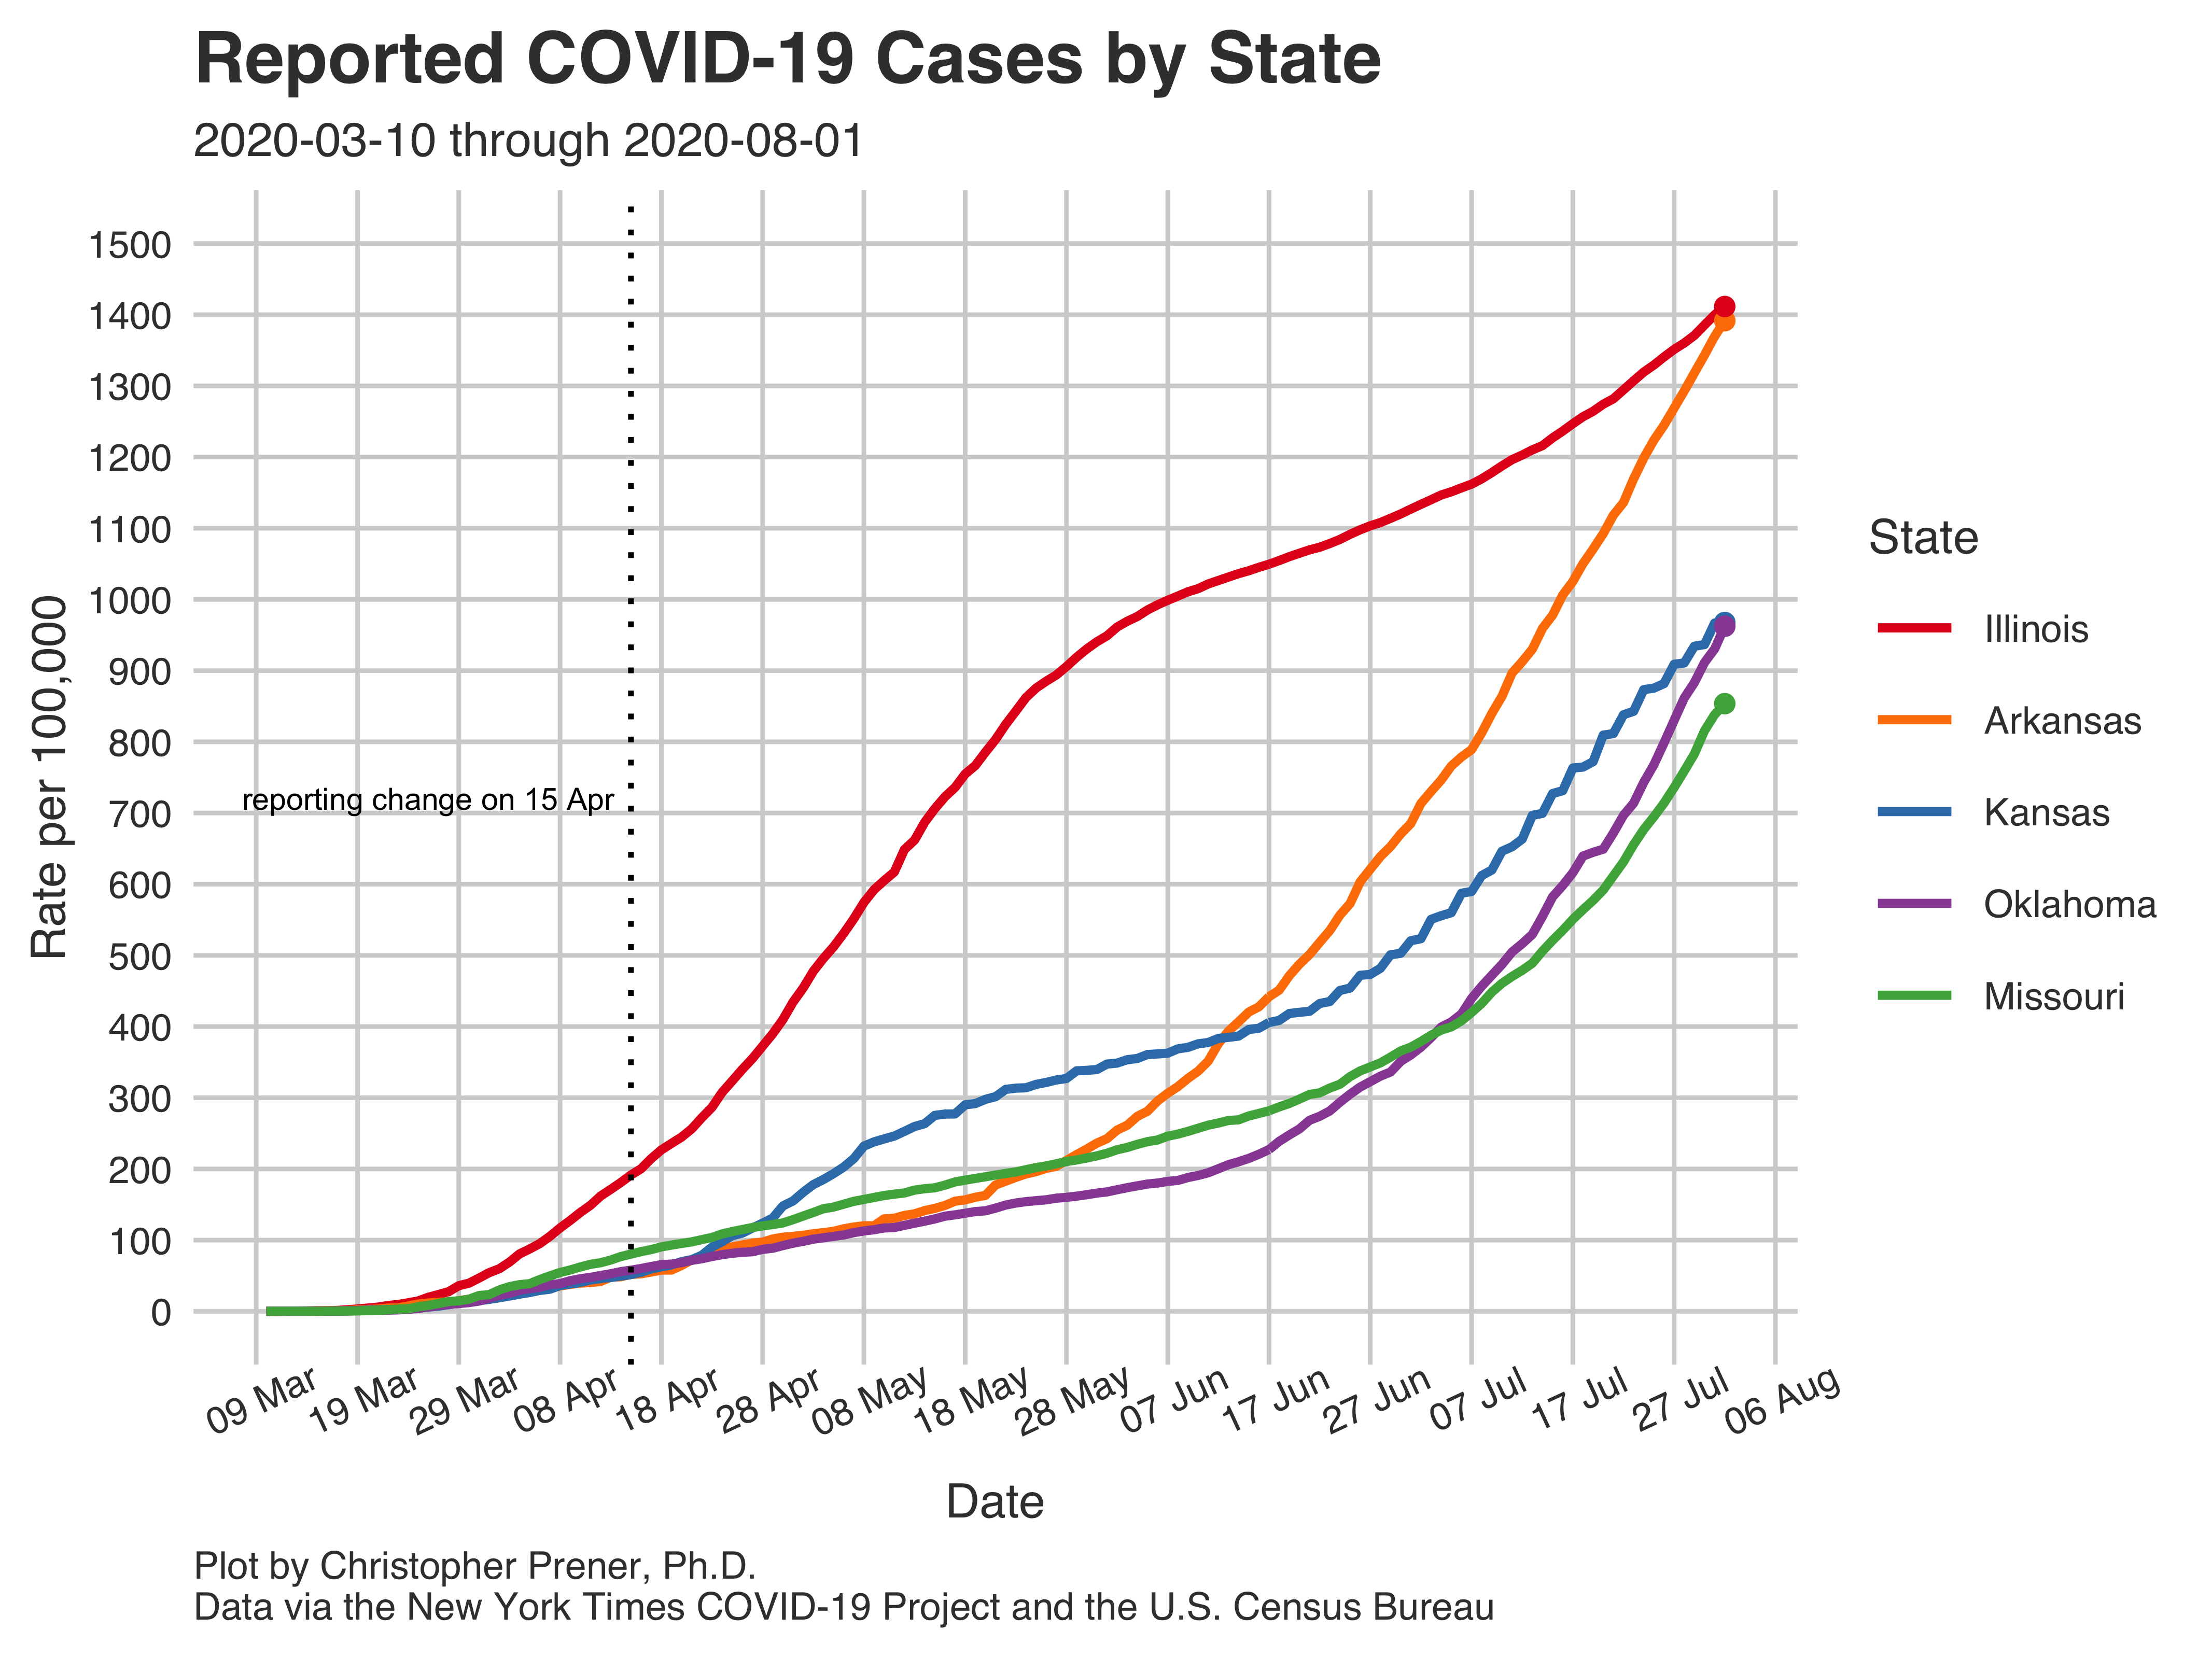 Reported COVID-19 Cases by State
2020-03-10 through 2020-08-01
1500
1400
1300
1200
1100
1000
900
800
700
600
500
400
300
200
100
0
Rate per 100,000
reporting change on 15 Apr
09 Mar
19 Mar
29 Mar
08 Apr
18 Apr
28 Apr
08 May
18 May
28 May
07 Jun
17 Jun
27 Jun
07 Jul
17 Jul
27 Jul
06 Aug
Date
State
Illinois
Arkansas
Kansas
Oklahoma
Missouri
Plot by Christopher Prener, Ph.D.
Data via the New York Times COVID-19 Project and the U.S. Census Bureau